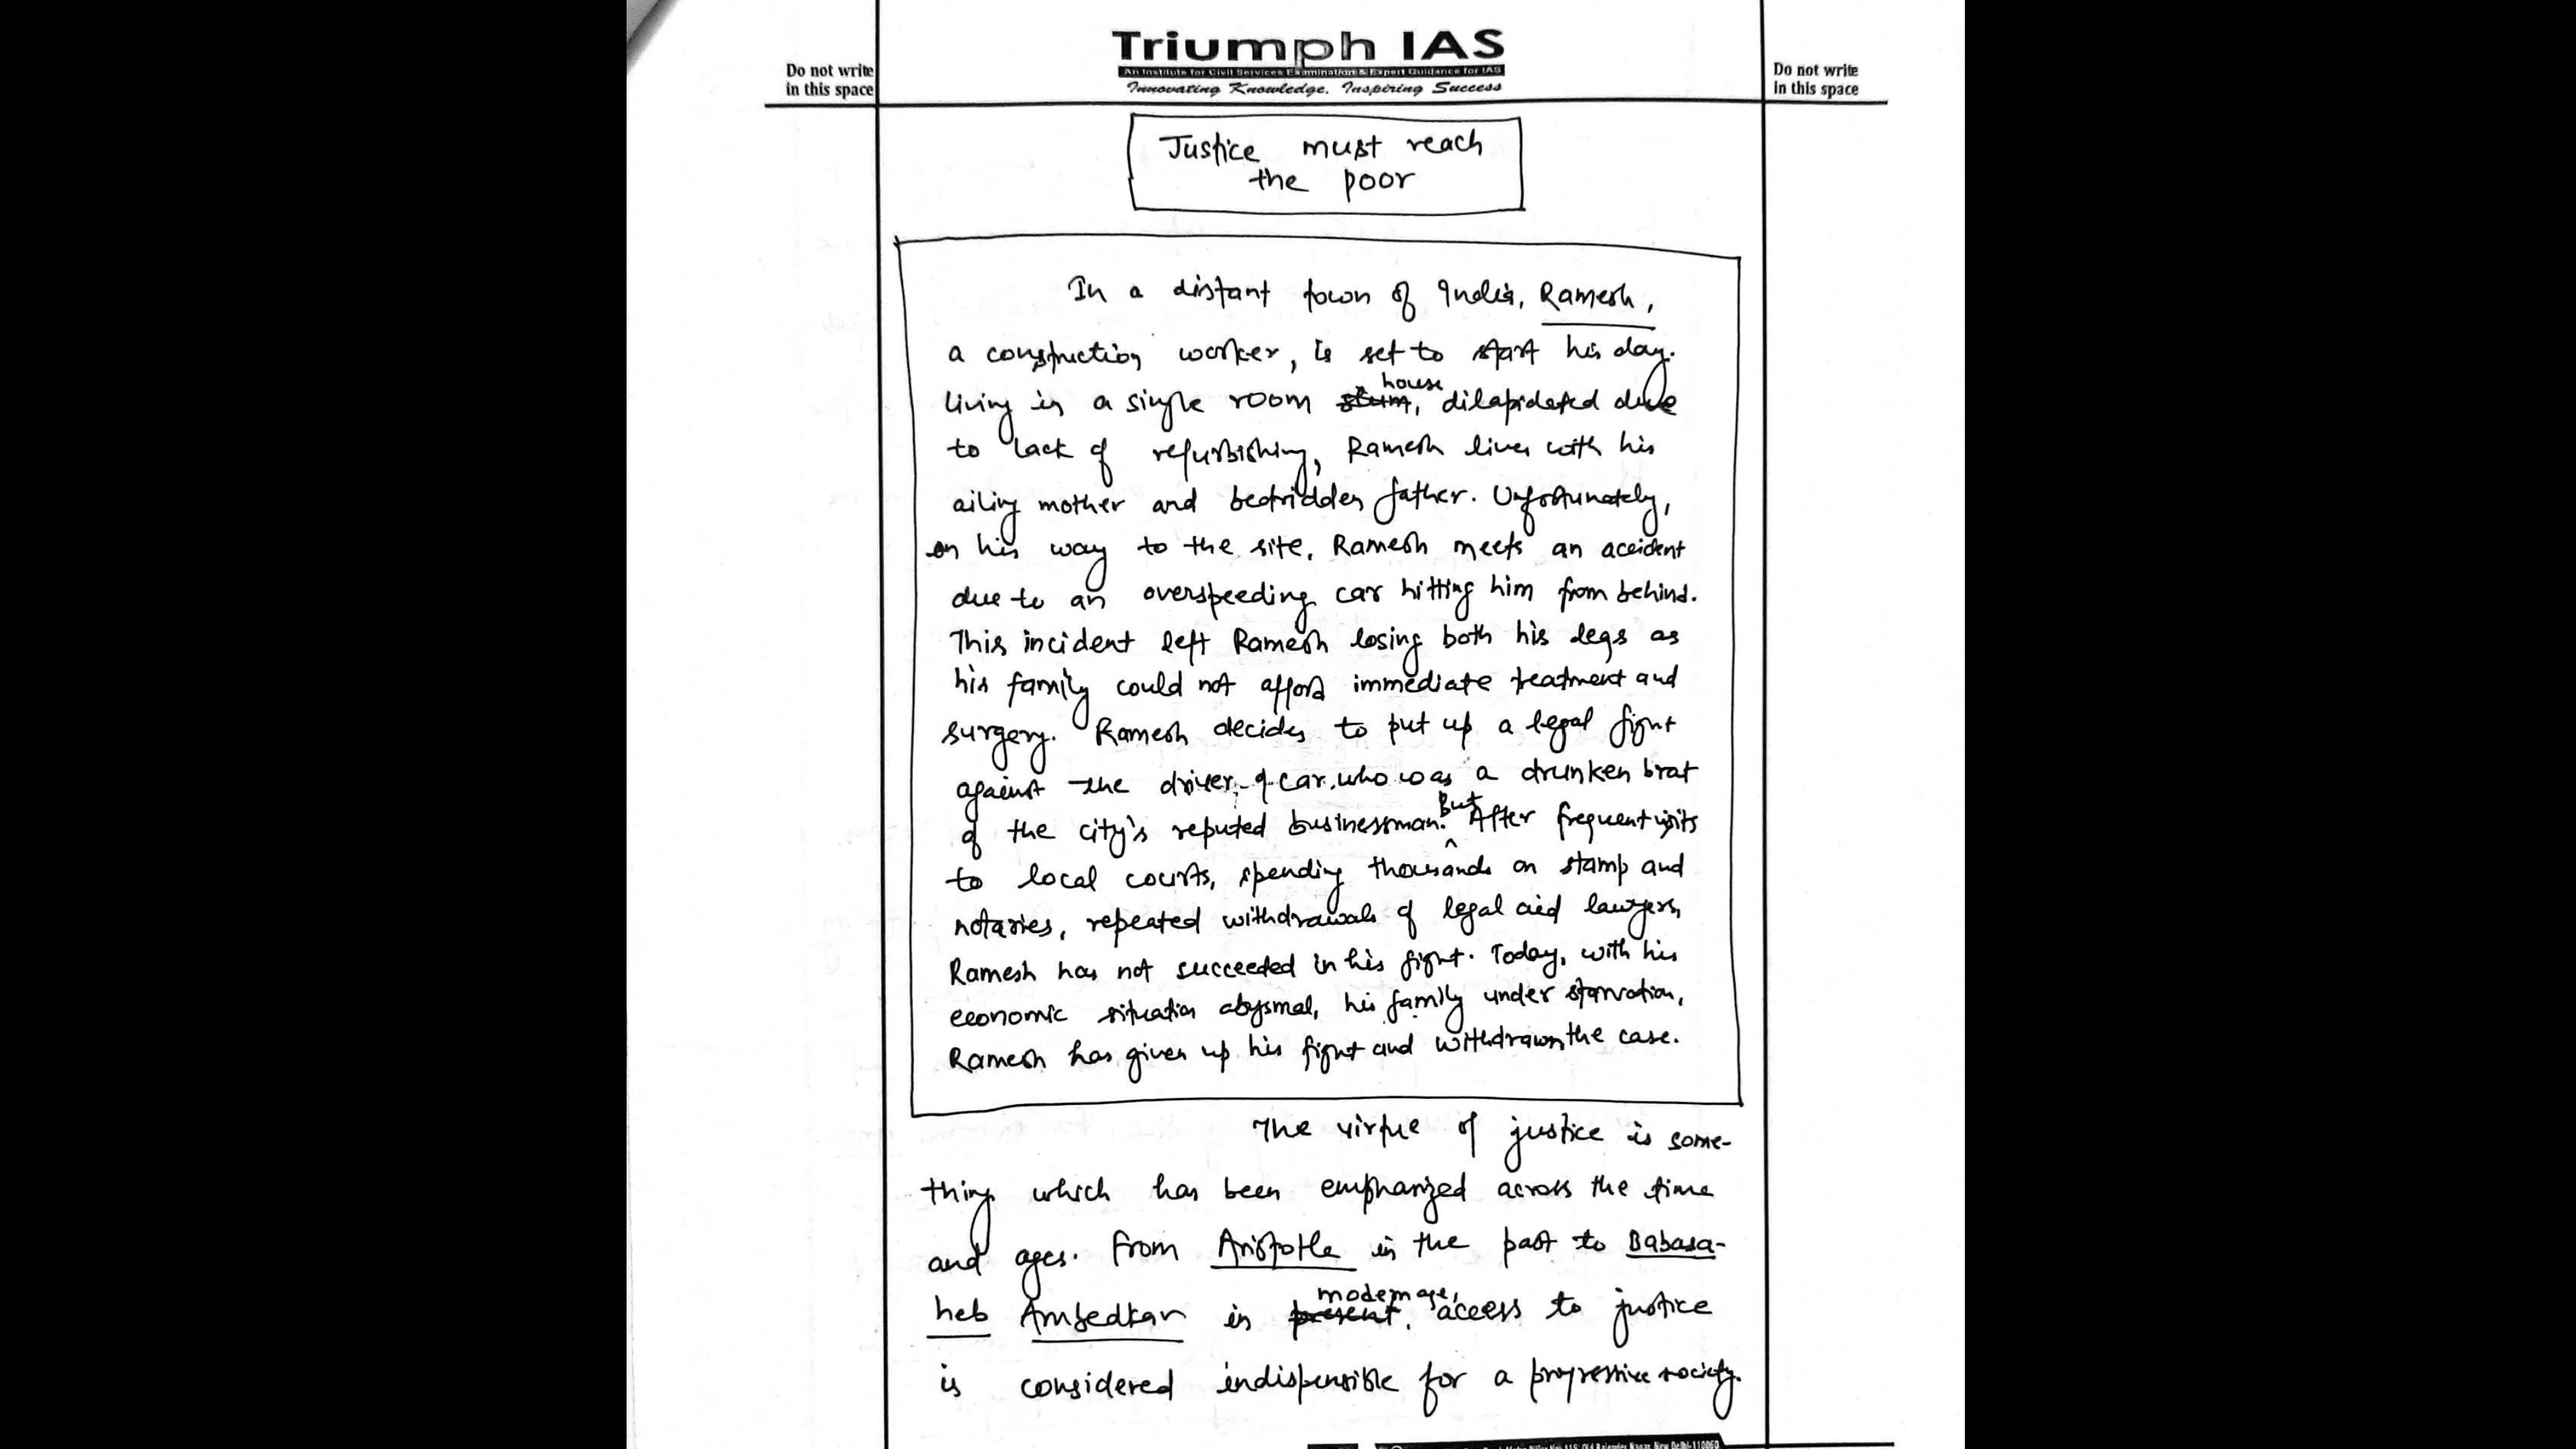 Triumph IAS
An Institute for Civil Services Examination & Expert Guidance for IAS
Innovating Knowledge, Inspiring Success
Do not write
in this space
Do not write
in this space
Justice must reach
the poor
In a distant town of India, Ramesh,
a construction worker, is set to start his day.
Living in a single room slum, house dilapidated due
to lack of refurbishing, Ramesh lives with his
ailing mother and bedridden father. Unfortunately,
on his way to the site, Ramesh meets an accident
due to an overspeeding car hitting him from behind.
This incident left Ramesh losing both his legs as
his family could not afford immediate treatment and
surgery. Ramesh decides to put up a legal fight
against the driver of car who was a drunken brat
of the city's reputed businessman. But After frequent visits
to local courts, spending thousands on stamp and
notaries, repeated withdrawals of legal aid lawyers,
Ramesh has not succeeded in his fight. Today, with his
economic situation abysmal, his family under starvation,
Ramesh has given up his fight and withdrawn the case.
The virtue of justice is some-
thing which has been emphasized across the time
and ages. From Aristotle in the past to Babasa-
heb Ambedkar in present, modern age, access to justice
is considered indispensible for a progressive society.